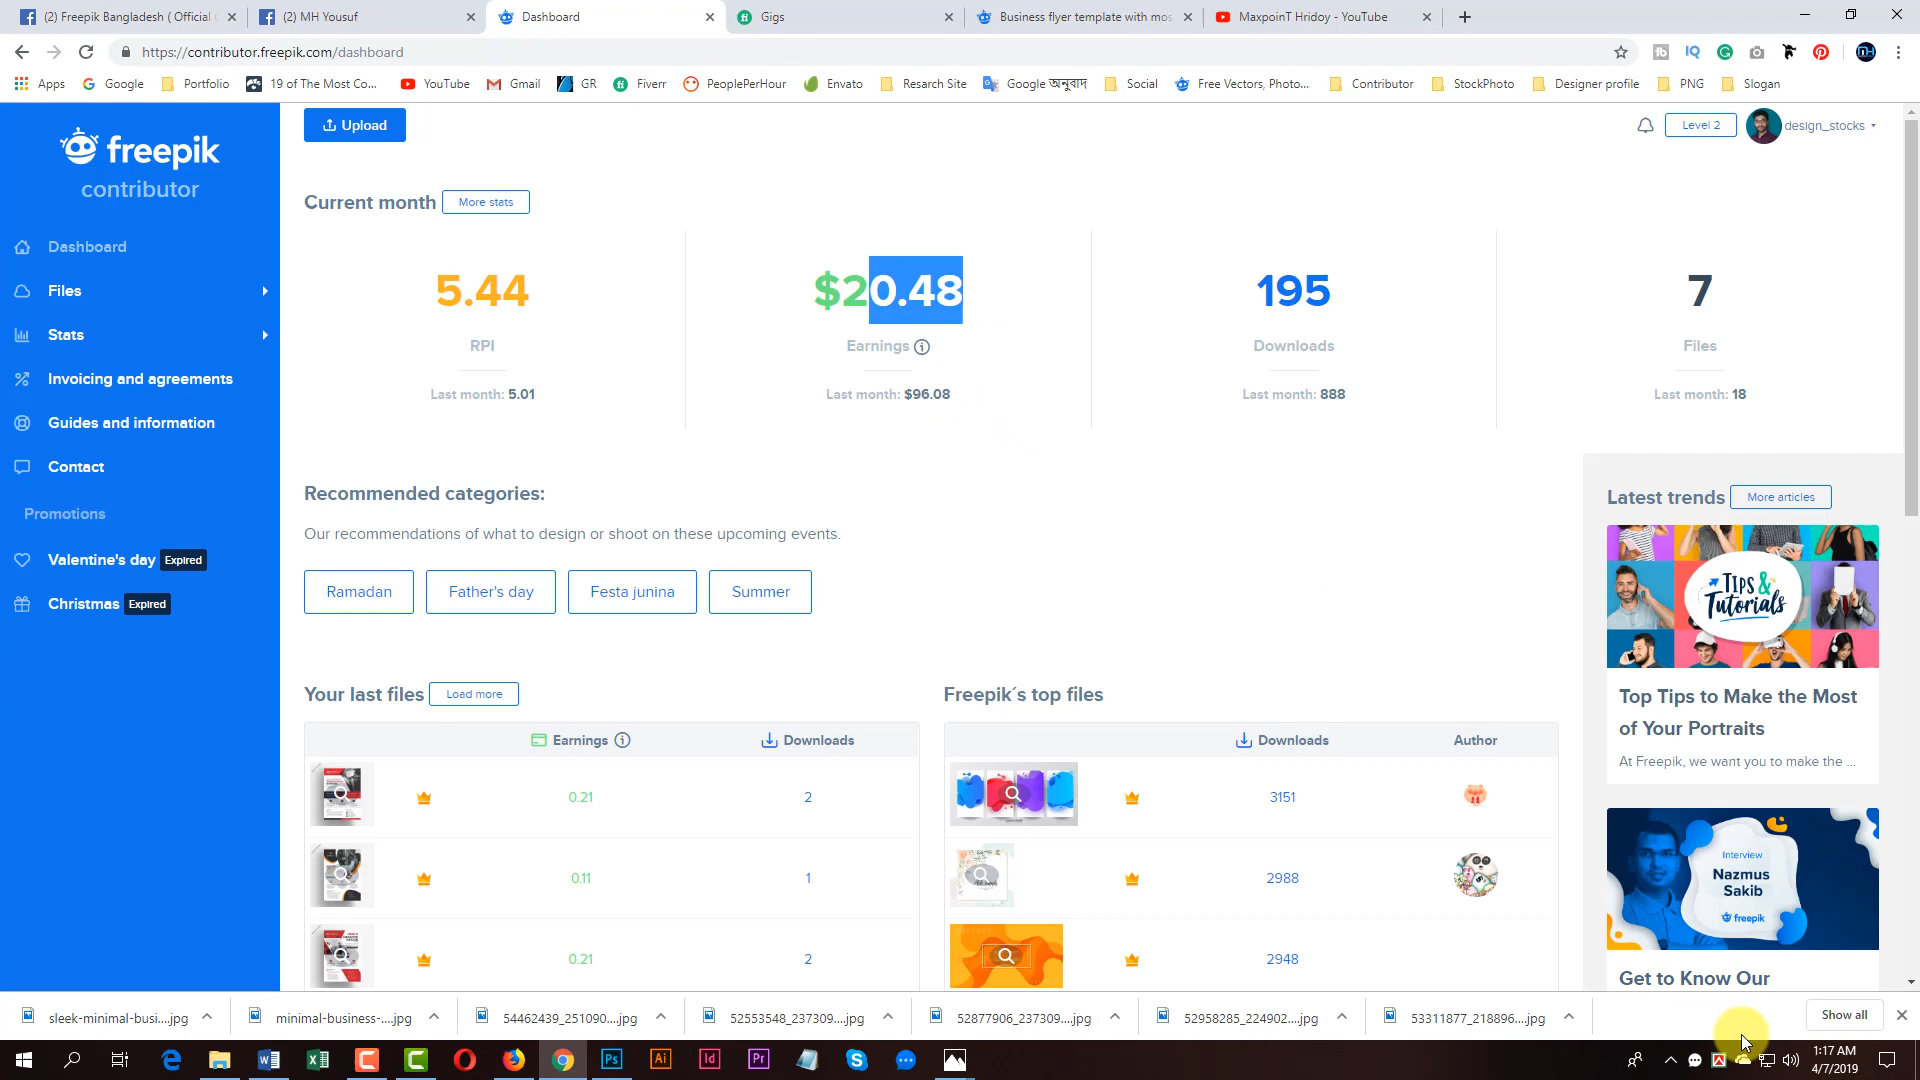 (2) Freepik Bangladesh ( Official
(2) MH Yousuf
Dashboard
Gigs
Business flyer template with mos
MaxpoinT Hridoy - YouTube
https://contributor.freepik.com/dashboard
Apps
Google
Portfolio
19 of The Most Co...
YouTube
Gmail
GR
Fiverr
PeoplePerHour
Envato
Resarch Site
Google অনুবাদ
Social
Free Vectors, Photo...
Contributor
StockPhoto
Designer profile
PNG
Slogan
freepik
contributor
Dashboard
Files
Stats
Invoicing and agreements
Guides and information
Contact
Promotions
Valentine's day Expired
Christmas Expired
Upload
Level 2
design_stocks
Current month More stats
5.44
RPI
Last month: 5.01
$20.48
Earnings
Last month: $96.08
195
Downloads
Last month: 888
7
Files
Last month: 18
Recommended categories:
Our recommendations of what to design or shoot on these upcoming events.
Ramadan
Father's day
Festa junina
Summer
Your last files Load more
Earnings Downloads
0.21 2
0.11 1
0.21 2
Freepik´s top files
Downloads Author
3151
2988
2948
Latest trends More articles
TIPS &
Tutorials
Top Tips to Make the Most
of Your Portraits
At Freepik, we want you to make the ...
Interview
Nazmus
Sakib
freepik
Get to Know Our
sleek-minimal-busi....jpg
minimal-business-....jpg
54462439_251090....jpg
52553548_237309....jpg
52877906_237309....jpg
52958285_224902....jpg
53311877_218896....jpg
Show all
1:17 AM
4/7/2019